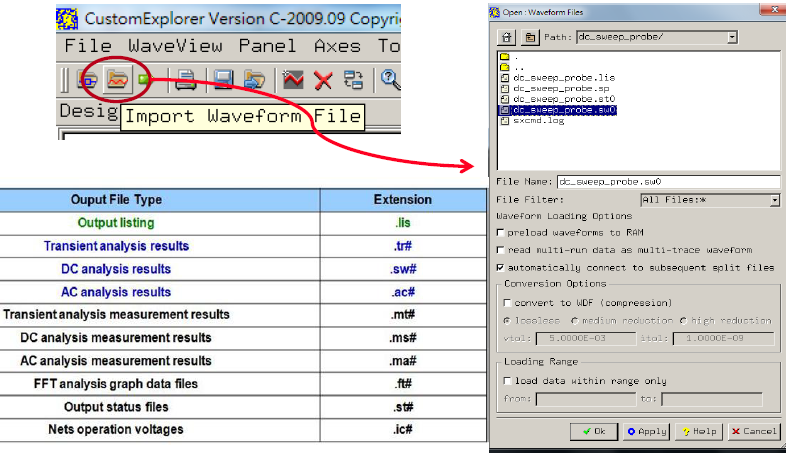 CustomExplorer Version C-2009.09 Copyrig
File WaveView Panel Axes To
Desig
Import Waveform File
Ouput File Type Extension
Output listing .lis
Transient analysis results .tr#
DC analysis results .sw#
AC analysis results .ac#
Transient analysis measurement results .mt#
DC analysis measurement results .ms#
AC analysis measurement results .ma#
FFT analysis graph data files .ft#
Output status files .st#
Nets operation voltages .ic#
Open: Waveform Files
Path: dc_sweep_probe/
.
..
dc_sweep_probe.lis
dc_sweep_probe.sp
dc_sweep_probe.st0
dc_sweep_probe.sw0
sxcmd.log
File Name: dc_sweep_probe.sw0
File Filter: All Files:*
Waveform Loading Options
preload waveforms to RAM
read multi-run data as multi-trace waveform
automatically connect to subsequent split files
Conversion Options
convert to WDF (compression)
lossless medium reduction high reduction
vtol: 5.0000E-03 itol: 1.0000E-09
Loading Range
load data within range only
from: to:
Ok Apply Help Cancel